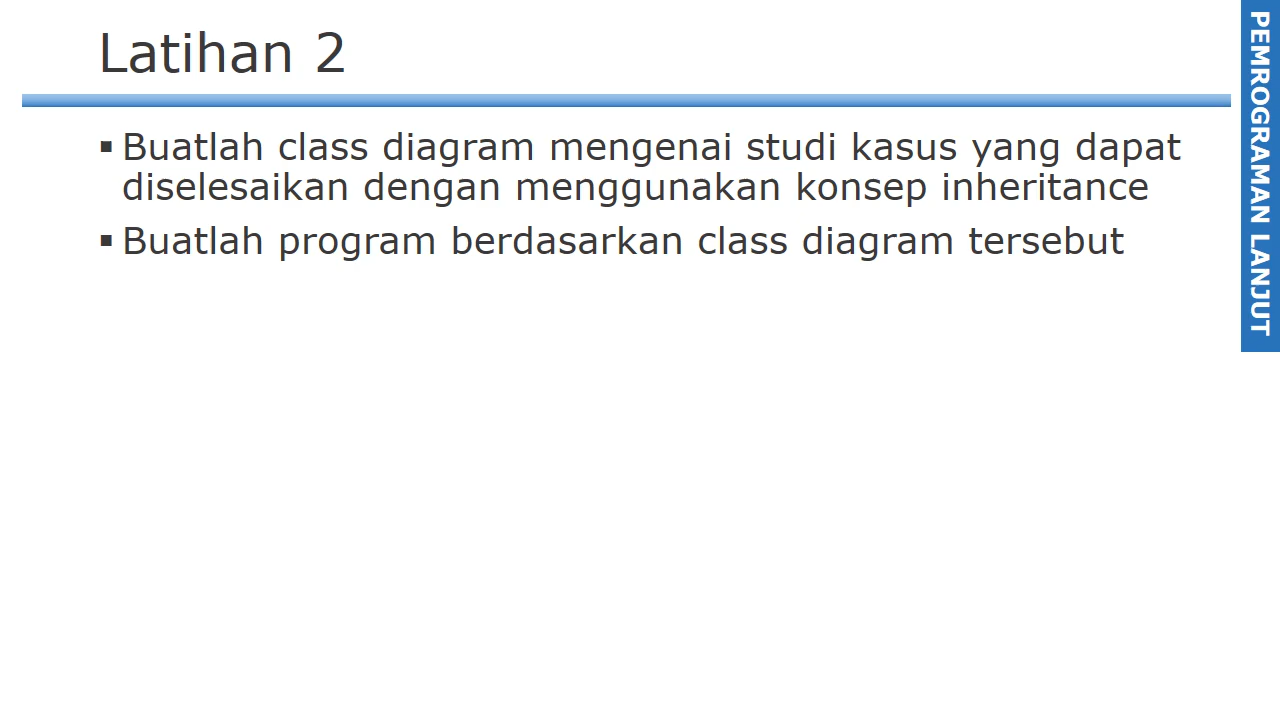 Latihan 2
▪ Buatlah class diagram mengenai studi kasus yang dapat
diselesaikan dengan menggunakan konsep inheritance
▪ Buatlah program berdasarkan class diagram tersebut
PEMROGRAMAN LANJUT